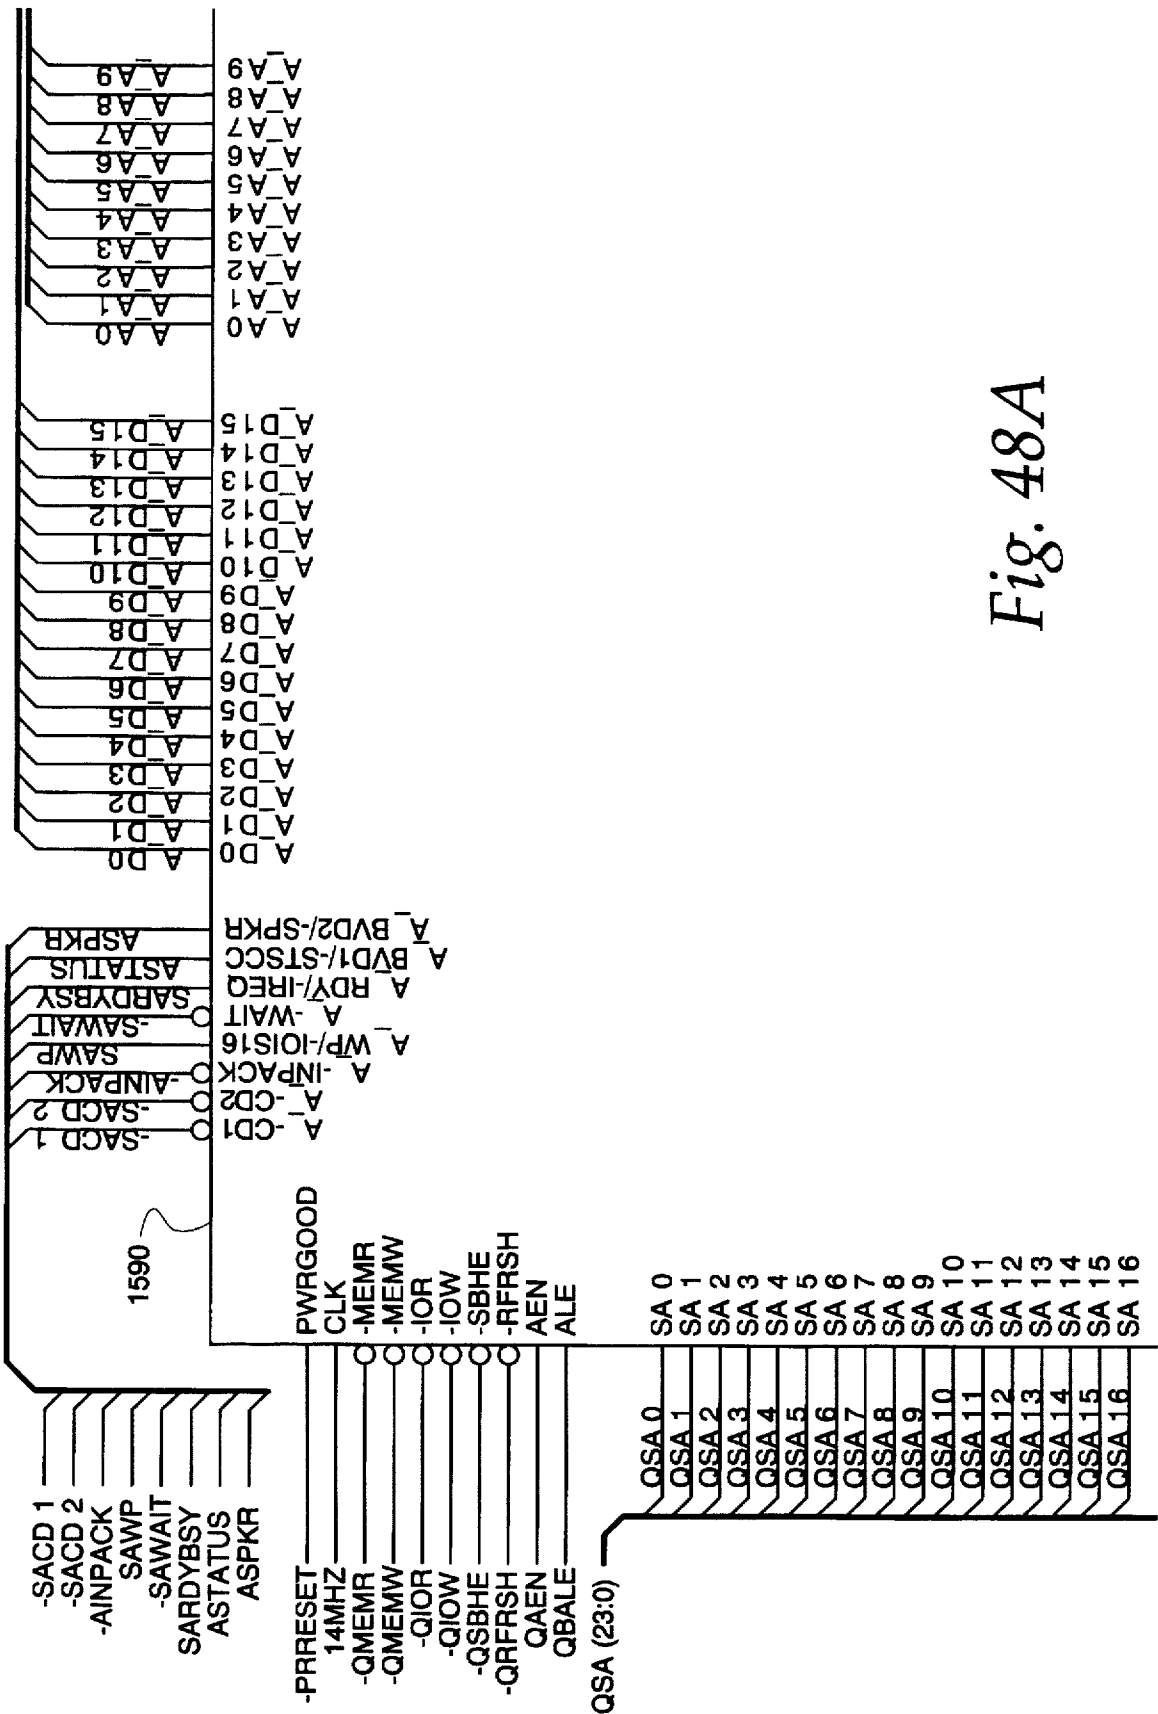 -SACD 1
-SACD 2
-AINPACK
SAWP
-SAWAIT
SARDYBSY
ASTATUS
ASPKR
-PRRESET
14MHZ
-QMEMR
-QMEMW
-QIOR
-QIOW
-QSBHE
-QRFRSH
QAEN
QBALE
QSA (23:0)
QSA 0
QSA 1
QSA 2
QSA 3
QSA 4
QSA 5
QSA 6
QSA 7
QSA 8
QSA 9
QSA 10
QSA 11
QSA 12
QSA 13
QSA 14
QSA 15
QSA 16
1590
PWRGOOD
CLK
-MEMR
-MEMW
-IOR
-IOW
-SBHE
-RFRSH
AEN
ALE
SA 0
SA 1
SA 2
SA 3
SA 4
SA 5
SA 6
SA 7
SA 8
SA 9
SA 10
SA 11
SA 12
SA 13
SA 14
SA 15
SA 16
-SACD 1
-SACD 2
-AINPACK
SAWP
-SAWAIT
SARDYBSY
ASTATUS
ASPKR
A_-CD1
A_-CD2
A_-INPACK
A_WP/-IOIS16
A_-WAIT
A_RDY/-IREQ
A_BVD1/-STSCC
A_BVD2/-SPKR
A_D0
A_D1
A_D2
A_D3
A_D4
A_D5
A_D6
A_D7
A_D8
A_D9
A_D10
A_D11
A_D12
A_D13
A_D14
A_D15
A_D0
A_D1
A_D2
A_D3
A_D4
A_D5
A_D6
A_D7
A_D8
A_D9
A_D10
A_D11
A_D12
A_D13
A_D14
A_D15
A_A0
A_A1
A_A2
A_A3
A_A4
A_A5
A_A6
A_A7
A_A8
A_A9
A_A0
A_A1
A_A2
A_A3
A_A4
A_A5
A_A6
A_A7
A_A8
A_A9
Fig. 48A